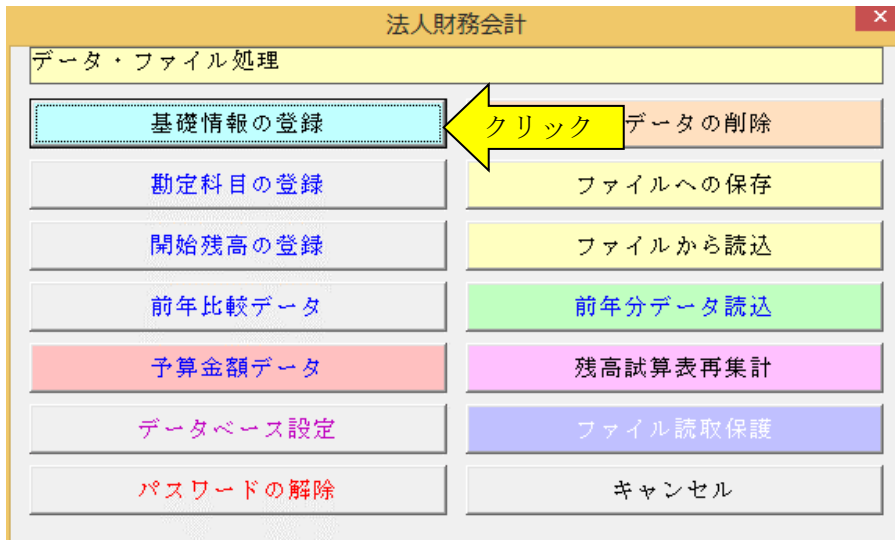 法人財務会計
データ・ファイル処理
基礎情報の登録
クリック
データの削除
勘定科目の登録
ファイルへの保存
開始残高の登録
ファイルから読込
前年比較データ
前年分データ読込
予算金額データ
残高試算表再集計
データベース設定
ファイル読取保護
パスワードの解除
キャンセル